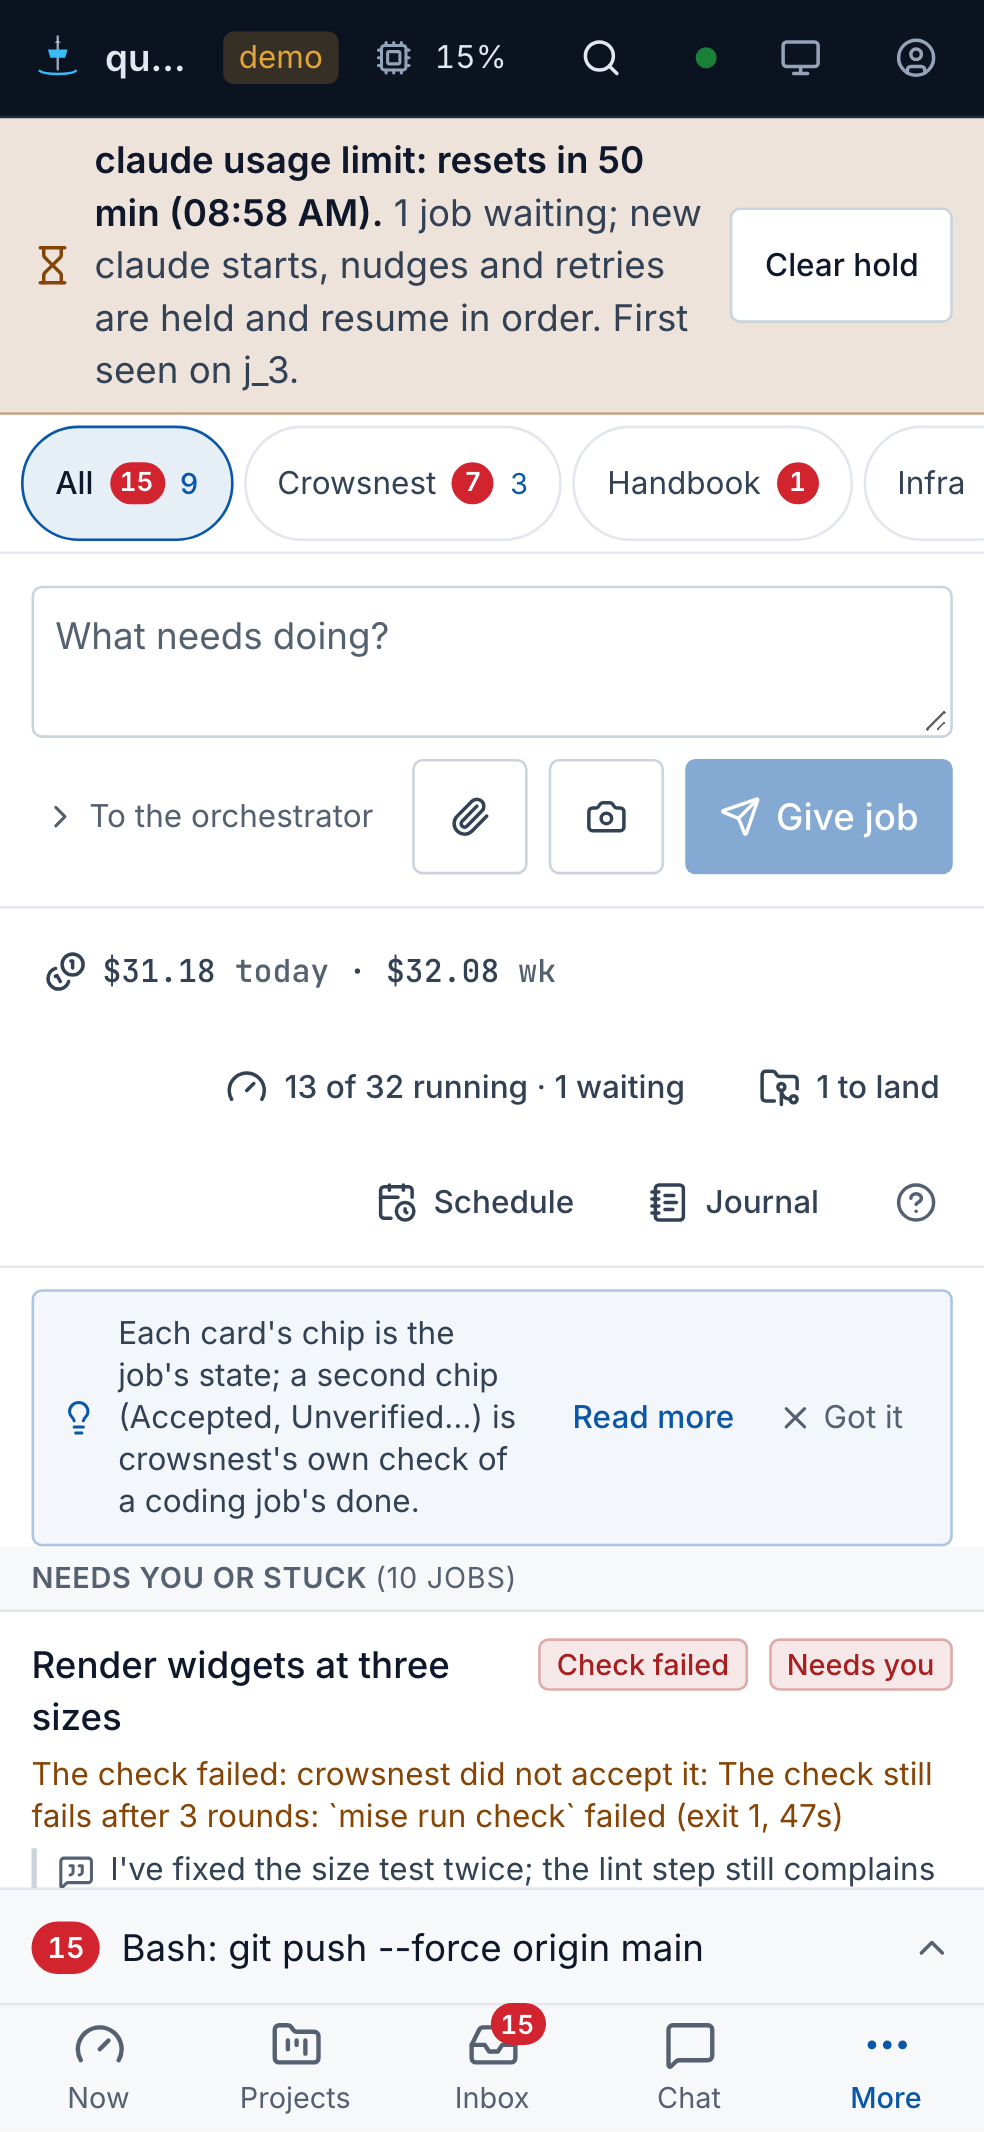 qu... demo 15%
claude usage limit: resets in 50
min (08:58 AM). 1 job waiting; new
claude starts, nudges and retries
are held and resume in order. First
seen on j_3.
Clear hold
All 15 9 Crowsnest 7 3 Handbook 1 Infra
What needs doing?
To the orchestrator Give job
$31.18 today · $32.08 wk
13 of 32 running · 1 waiting 1 to land
Schedule Journal
Each card's chip is the
job's state; a second chip
(Accepted, Unverified...) is
crowsnest's own check of
a coding job's done.
Read more Got it
NEEDS YOU OR STUCK (10 JOBS)
Render widgets at three
sizes
Check failed Needs you
The check failed: crowsnest did not accept it: The check still
fails after 3 rounds: `mise run check` failed (exit 1, 47s)
I've fixed the size test twice; the lint step still complains
15 Bash: git push --force origin main
15
Now Projects Inbox Chat More